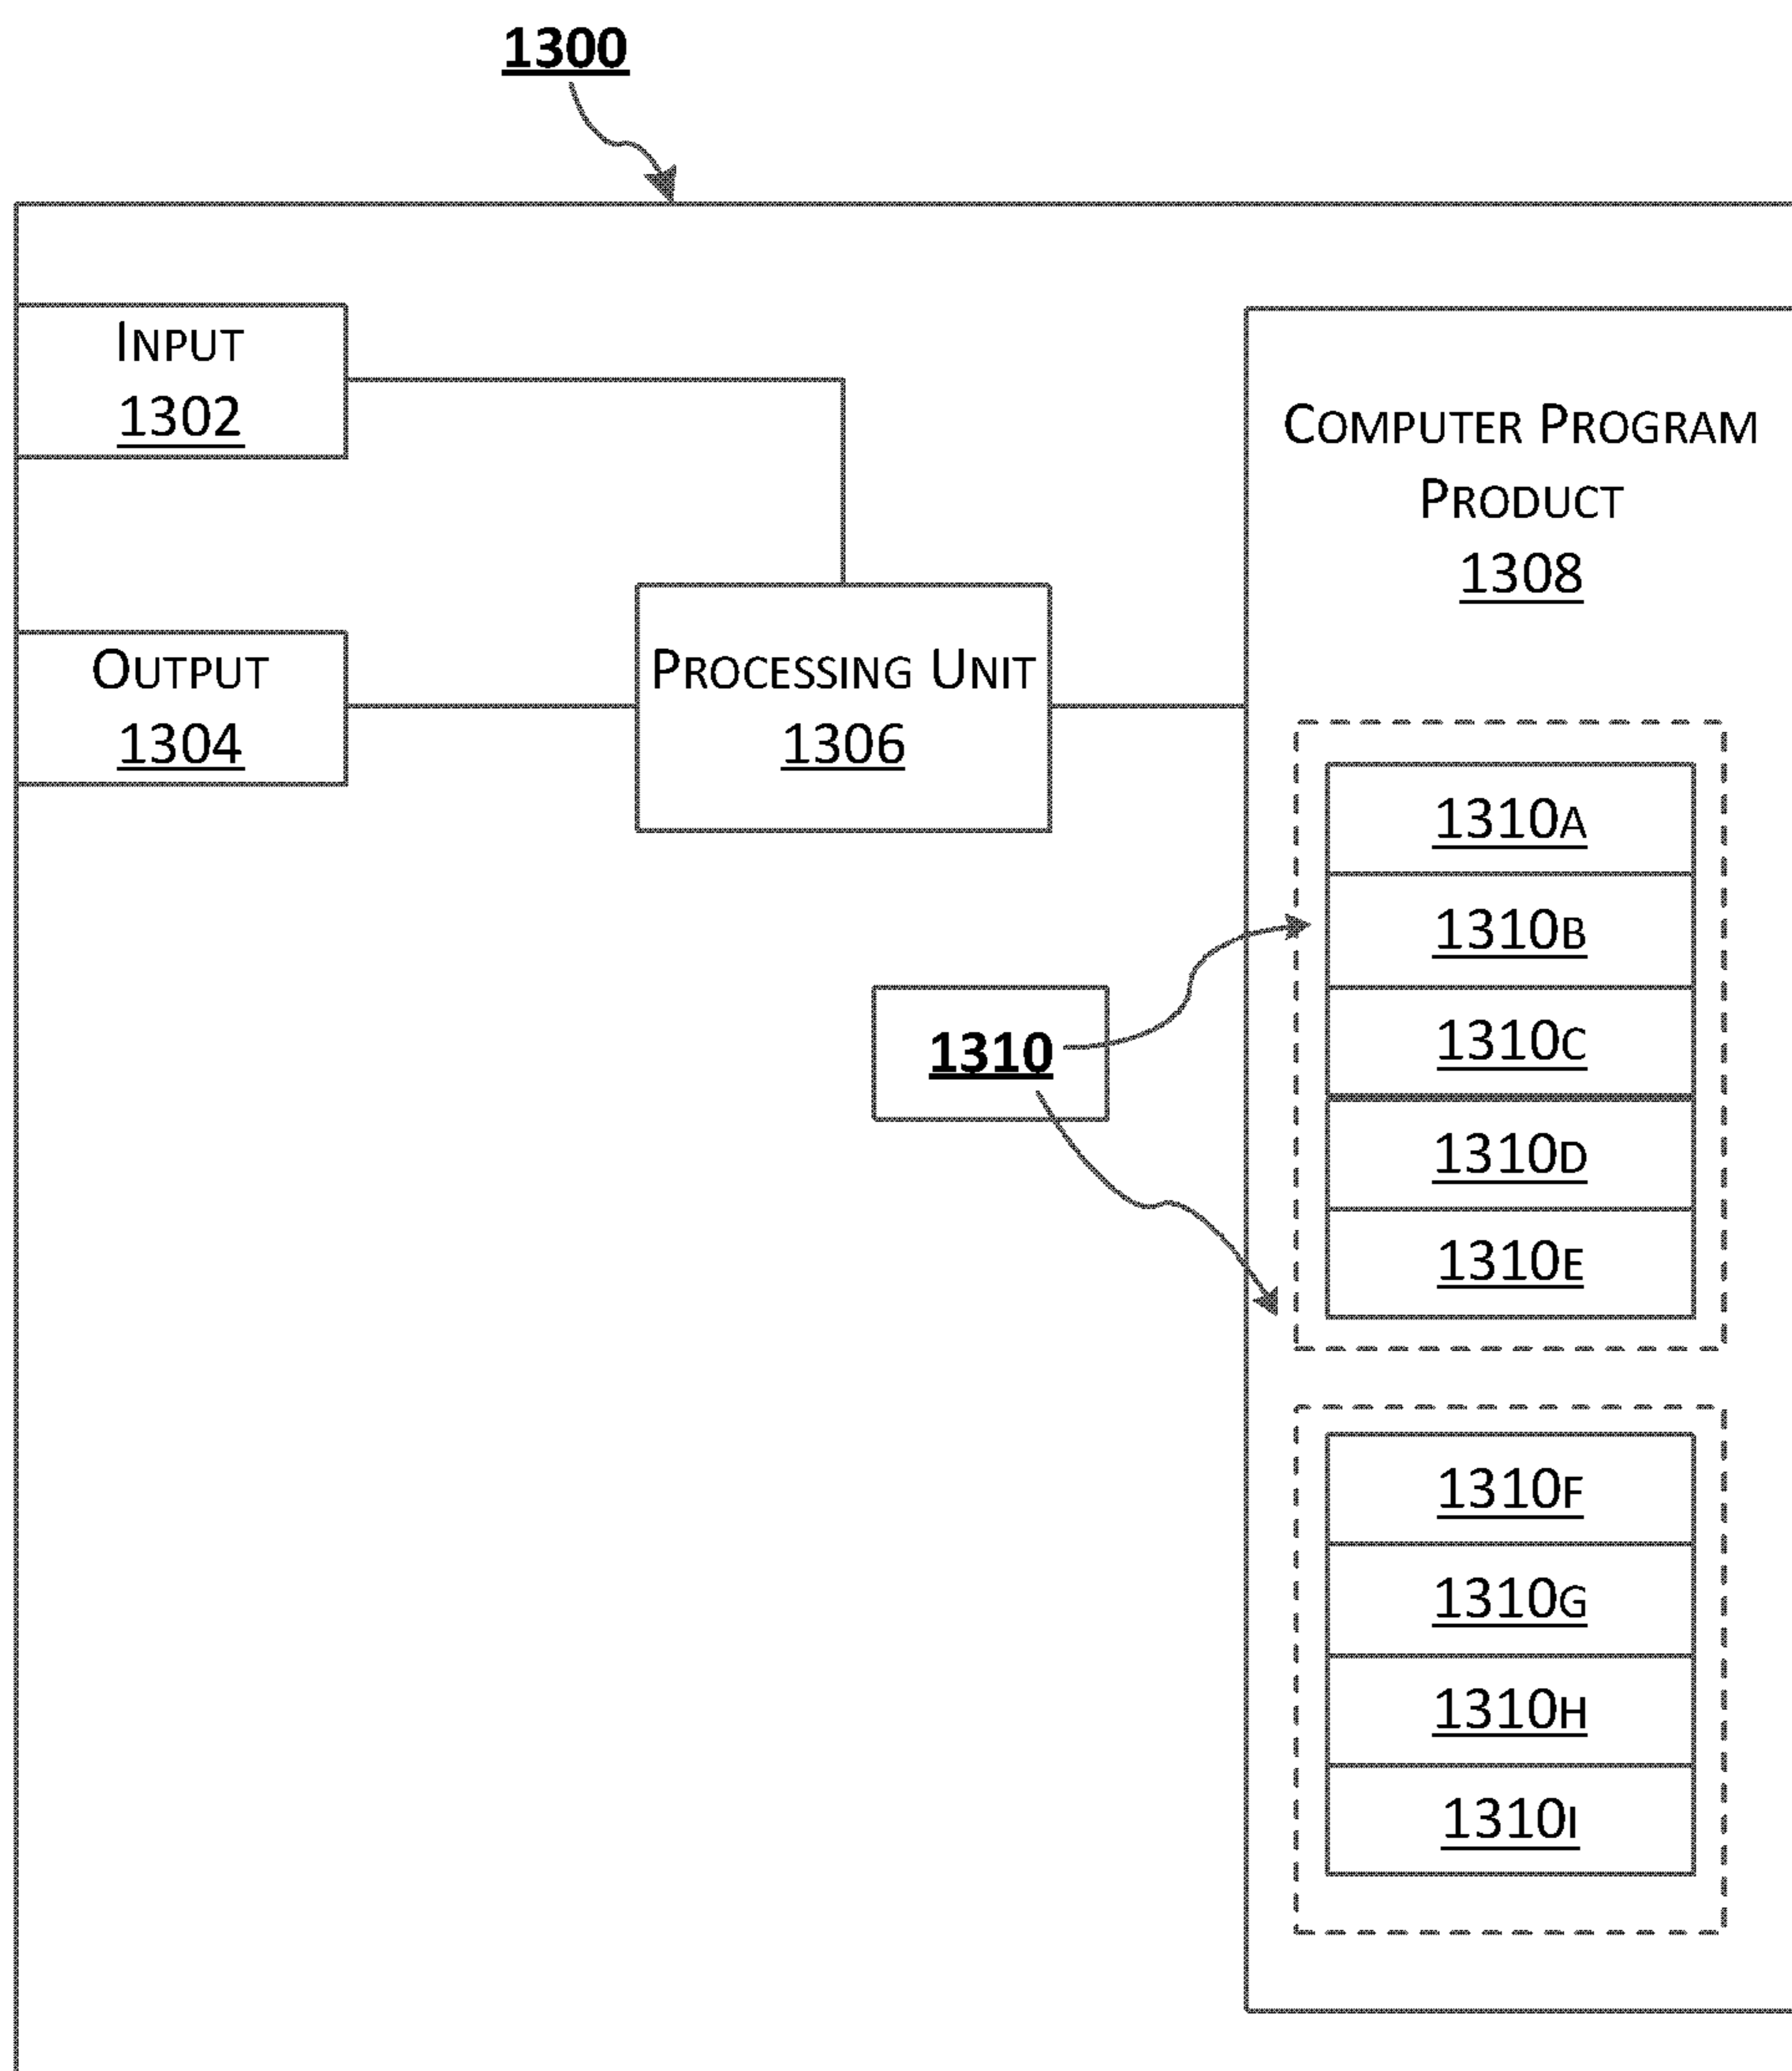 1300
INPUT
1302
OUTPUT
1304
PROCESSING UNIT
1306
COMPUTER PROGRAM
PRODUCT
1308
1310
1310A
1310B
1310C
1310D
1310E
1310F
1310G
1310H
1310I